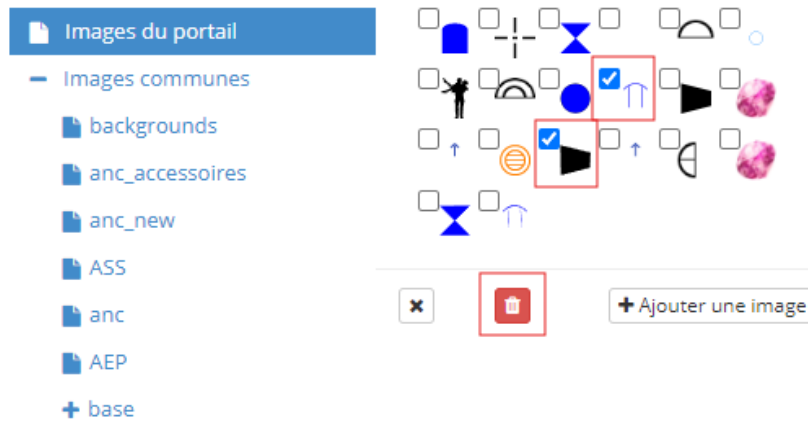 Images du portail
Images communes
backgrounds
anc_accessoires
anc_new
ASS
anc
AEP
base
Ajouter une image